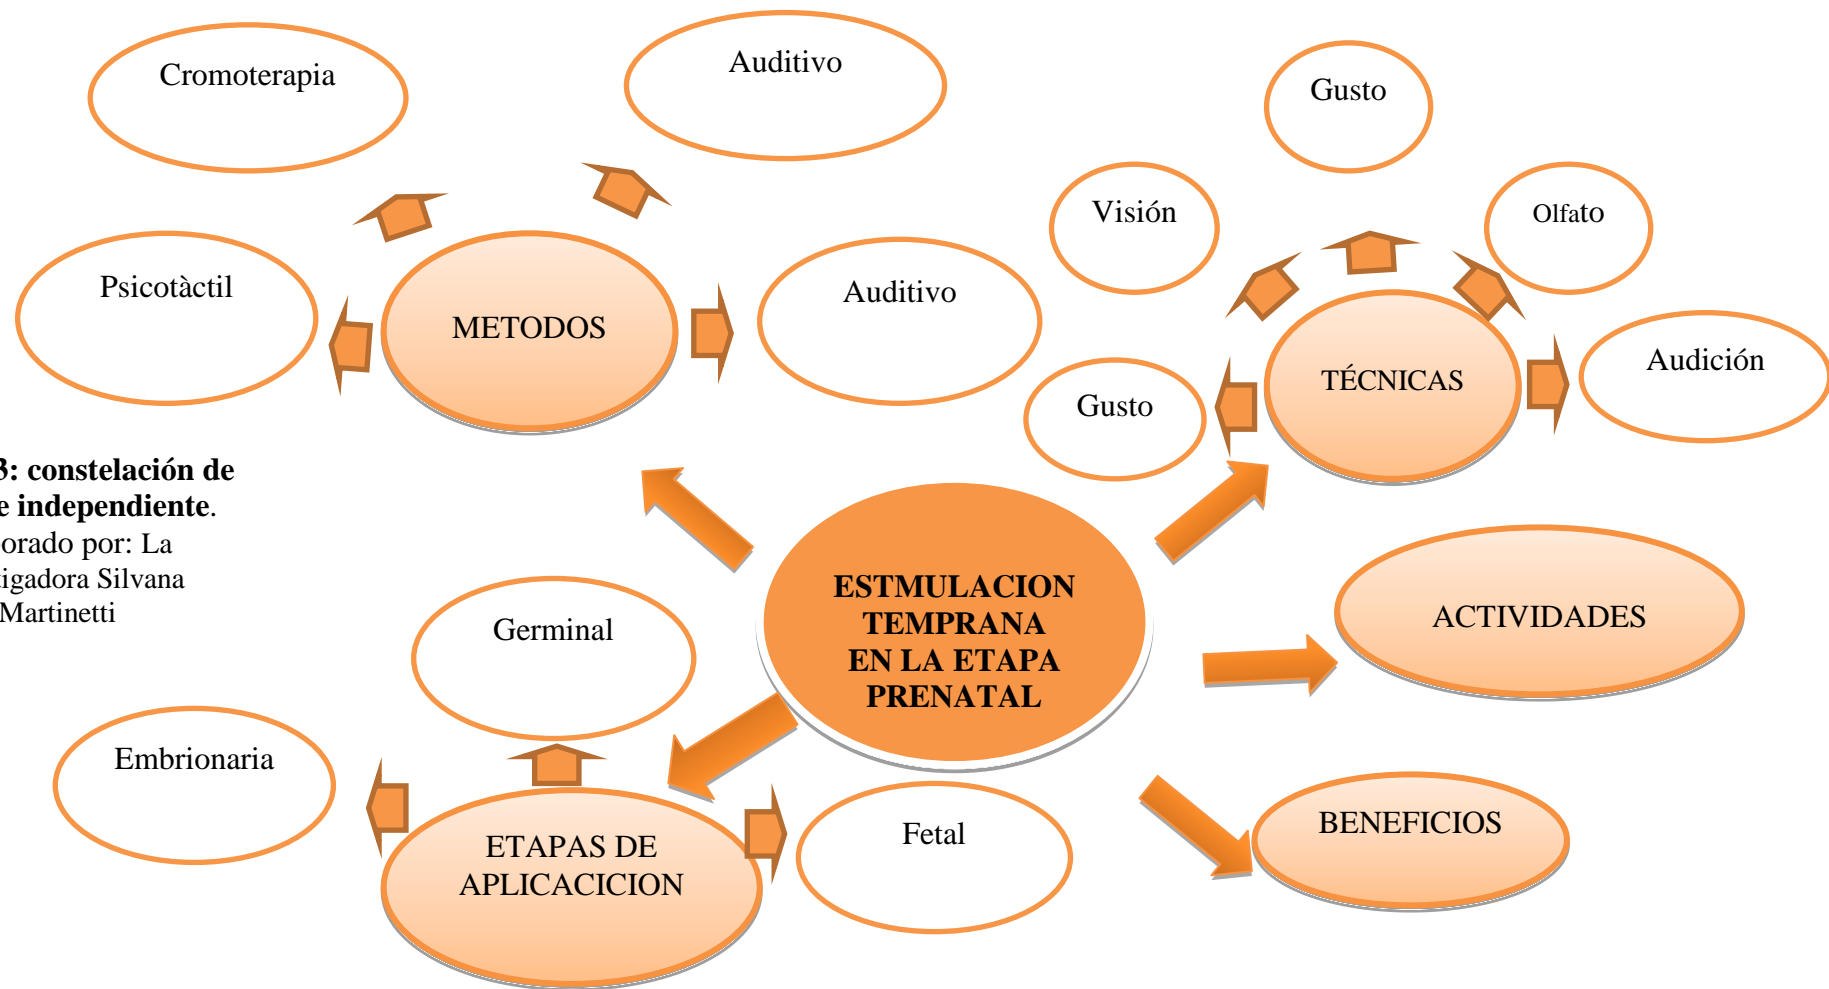 Cromoterapia
Auditivo
Gusto
Visión
Olfato
Psicotàctil
METODOS
Auditivo
TÉCNICAS
Audición
Gusto
3: constelación de
e independiente.
orado por: La
tigadora Silvana
Martinetti
ESTMULACION
TEMPRANA
EN LA ETAPA
PRENATAL
ACTIVIDADES
Germinal
Embrionaria
ETAPAS DE
APLICACICION
Fetal
BENEFICIOS